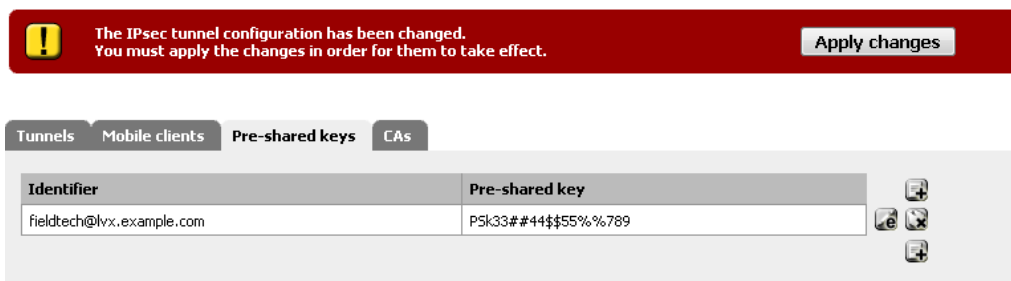 The IPsec tunnel configuration has been changed.
You must apply the changes in order for them to take effect.
Apply changes
Tunnels Mobile clients Pre-shared keys CAs
Identifier Pre-shared key
fieldtech@lvx.example.com PSk33##44$$55%%789